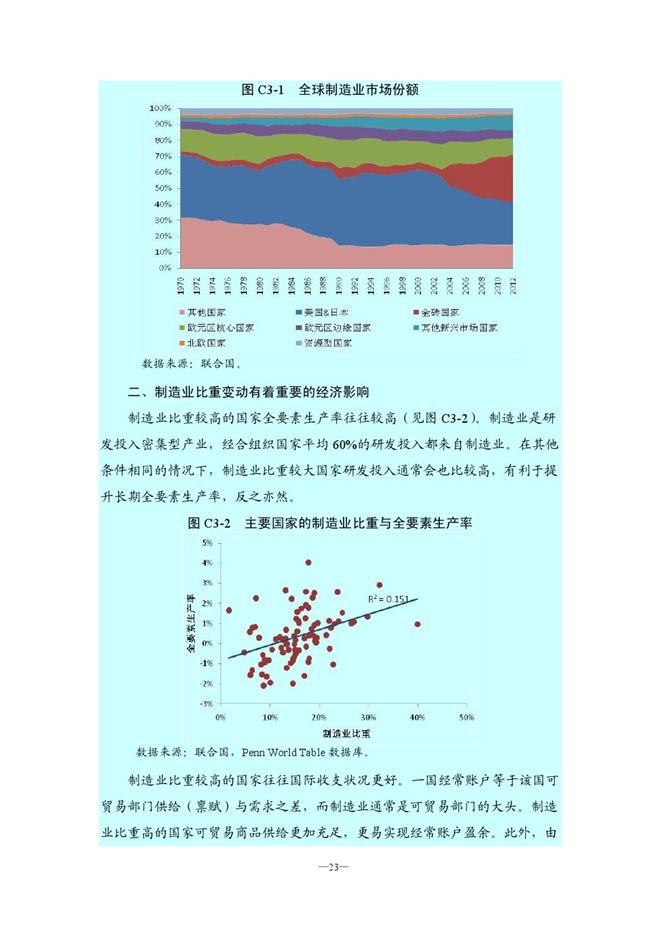 图 C3-1 全球制造业市场份额
100%
90%
80%
70%
60%
50%
40%
30%
20%
10%
0%
1970 1972 1974 1976 1978 1980 1982 1984 1986 1988 1990 1992 1994 1996 1998 2000 2002 2004 2006 2008 2010 2012
其他国家 美国&日本 金砖国家
欧元区核心国家 欧元区边缘国家 其他新兴市场国家
北欧国家 资源型国家
数据来源：联合国。
二、制造业比重变动有着重要的经济影响
制造业比重较高的国家全要素生产率往往较高（见图 C3-2）。制造业是研
发投入密集型产业，经合组织国家平均 60%的研发投入都来自制造业。在其他
条件相同的情况下，制造业比重较大国家研发投入通常会也比较高，有利于提
升长期全要素生产率，反之亦然。
图 C3-2 主要国家的制造业比重与全要素生产率
5%
4%
3%
2%
1%
0%
-1%
-2%
-3%
全要素生产率
R² = 0.151
0% 10% 20% 30% 40% 50%
制造业比重
数据来源：联合国，Penn World Table 数据库。
制造业比重较高的国家往往国际收支状况更好。一国经常账户等于该国可
贸易部门供给（禀赋）与需求之差，而制造业通常是可贸易部门的大头。制造
业比重高的国家可贸易商品供给更加充足，更易实现经常账户盈余。此外，由
—23—